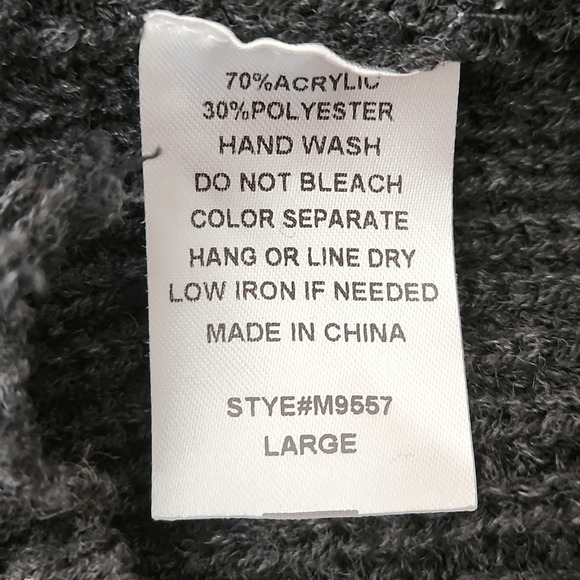 70%ACRYLIC
30%POLYESTER
HAND WASH
DO NOT BLEACH
COLOR SEPARATE
HANG OR LINE DRY
LOW IRON IF NEEDED
MADE IN CHINA
STYE#M9557
LARGE